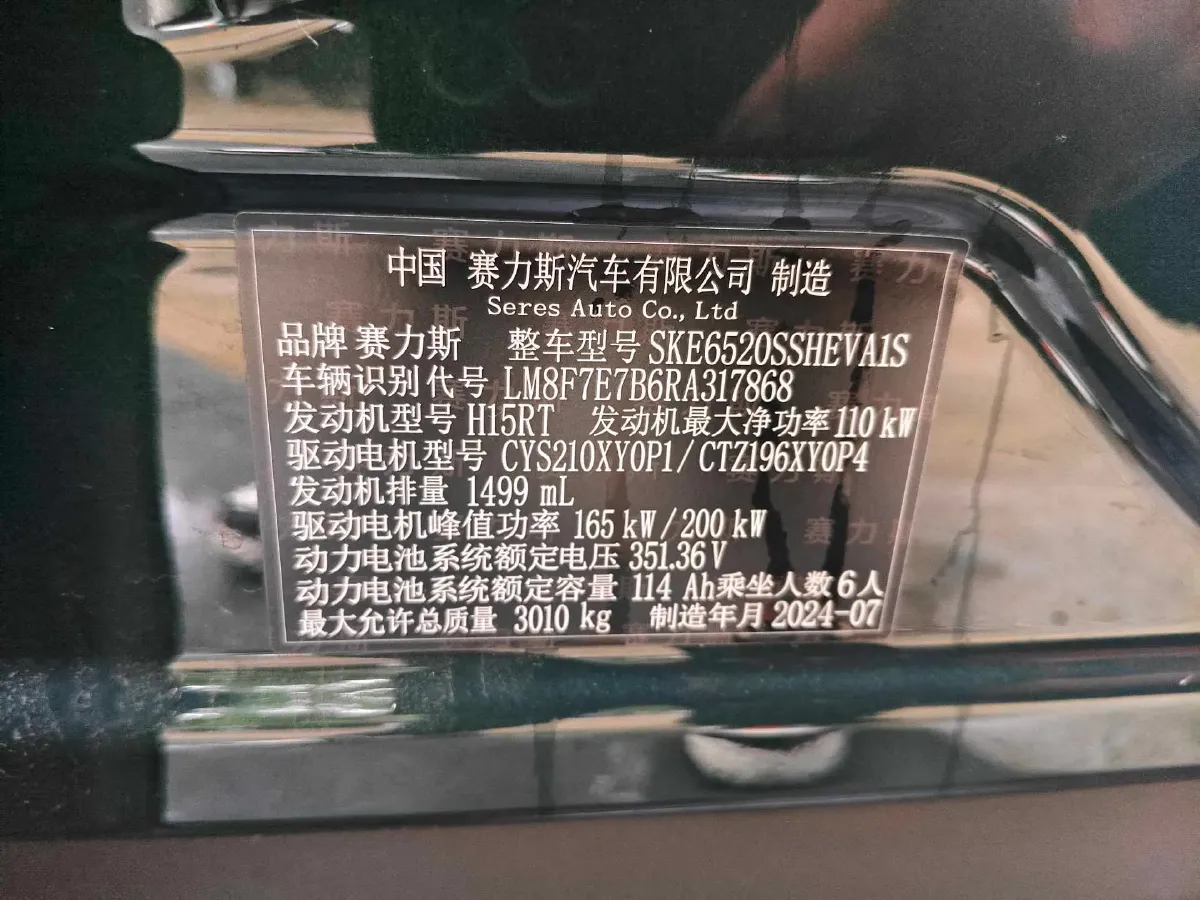 中国 赛力斯汽车有限公司 制造
Seres Auto Co., Ltd
品牌 赛力斯 整车型号 SKE6520SSHEVA1S
车辆识别代号 LM8F7E7B6RA317868
发动机型号 H15RT 发动机最大净功率 110 kW
驱动电机型号 CYS210XY0P1/CTZ196XY0P4
发动机排量 1499 mL
驱动电机峰值功率 165 kW/200 kW
动力电池系统额定电压 351.36 V
动力电池系统额定容量 114 Ah 乘坐人数 6人
最大允许总质量 3010 kg 制造年月 2024-07